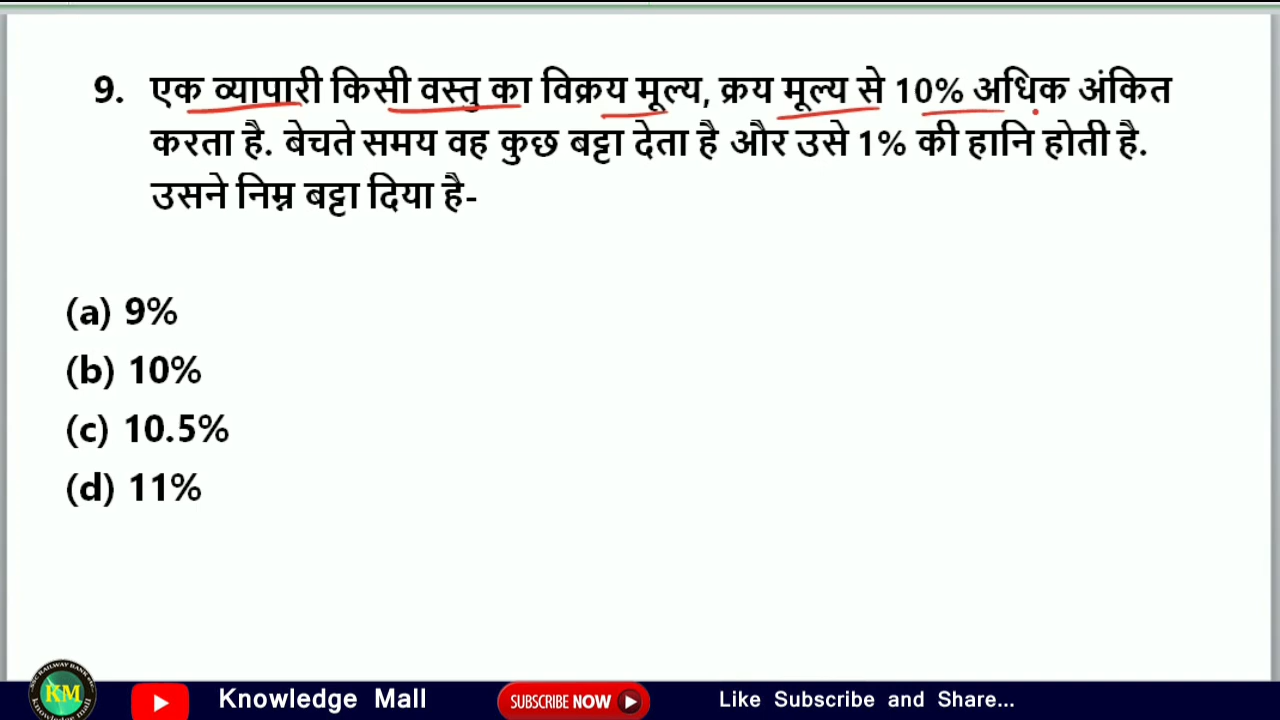 9. एक व्यापारी किसी वस्तु का विक्रय मूल्य, क्रय मूल्य से 10% अधिक अंकित
करता है. बेचते समय वह कुछ बट्टा देता है और उसे 1% की हानि होती है.
उसने निम्न बट्टा दिया है-
(a) 9%
(b) 10%
(c) 10.5%
(d) 11%
KM
Knowledge Mall
SUBSCRIBE NOW
Like Subscribe and Share...